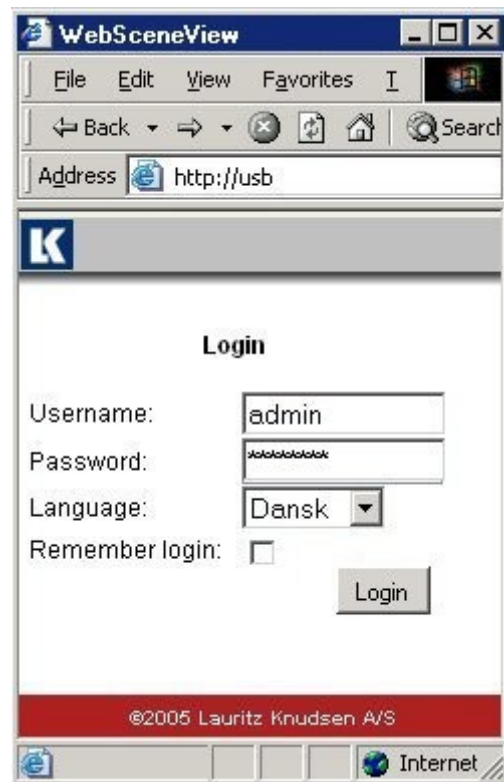 WebSceneView
File Edit View Favorites T
Back Search
Address http://usb
LK
Login
Username: admin
Password: *********
Language: Dansk
Remember login:
Login
©2005 Lauritz Knudsen A/S
Internet